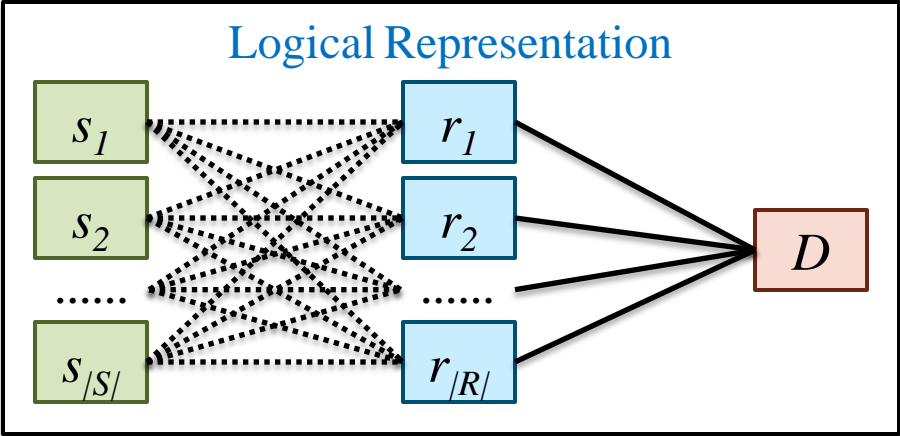 Logical Representation
s1 r1
s2 r2 D
...... ......
s|S| r|R|